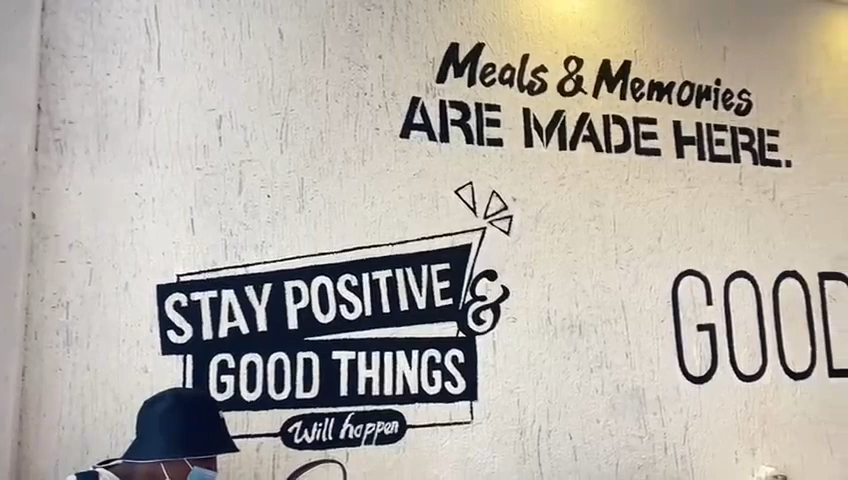 Meals & Memories
ARE MADE HERE.
STAY POSITIVE &
GOOD THINGS
Will happen
GOOD